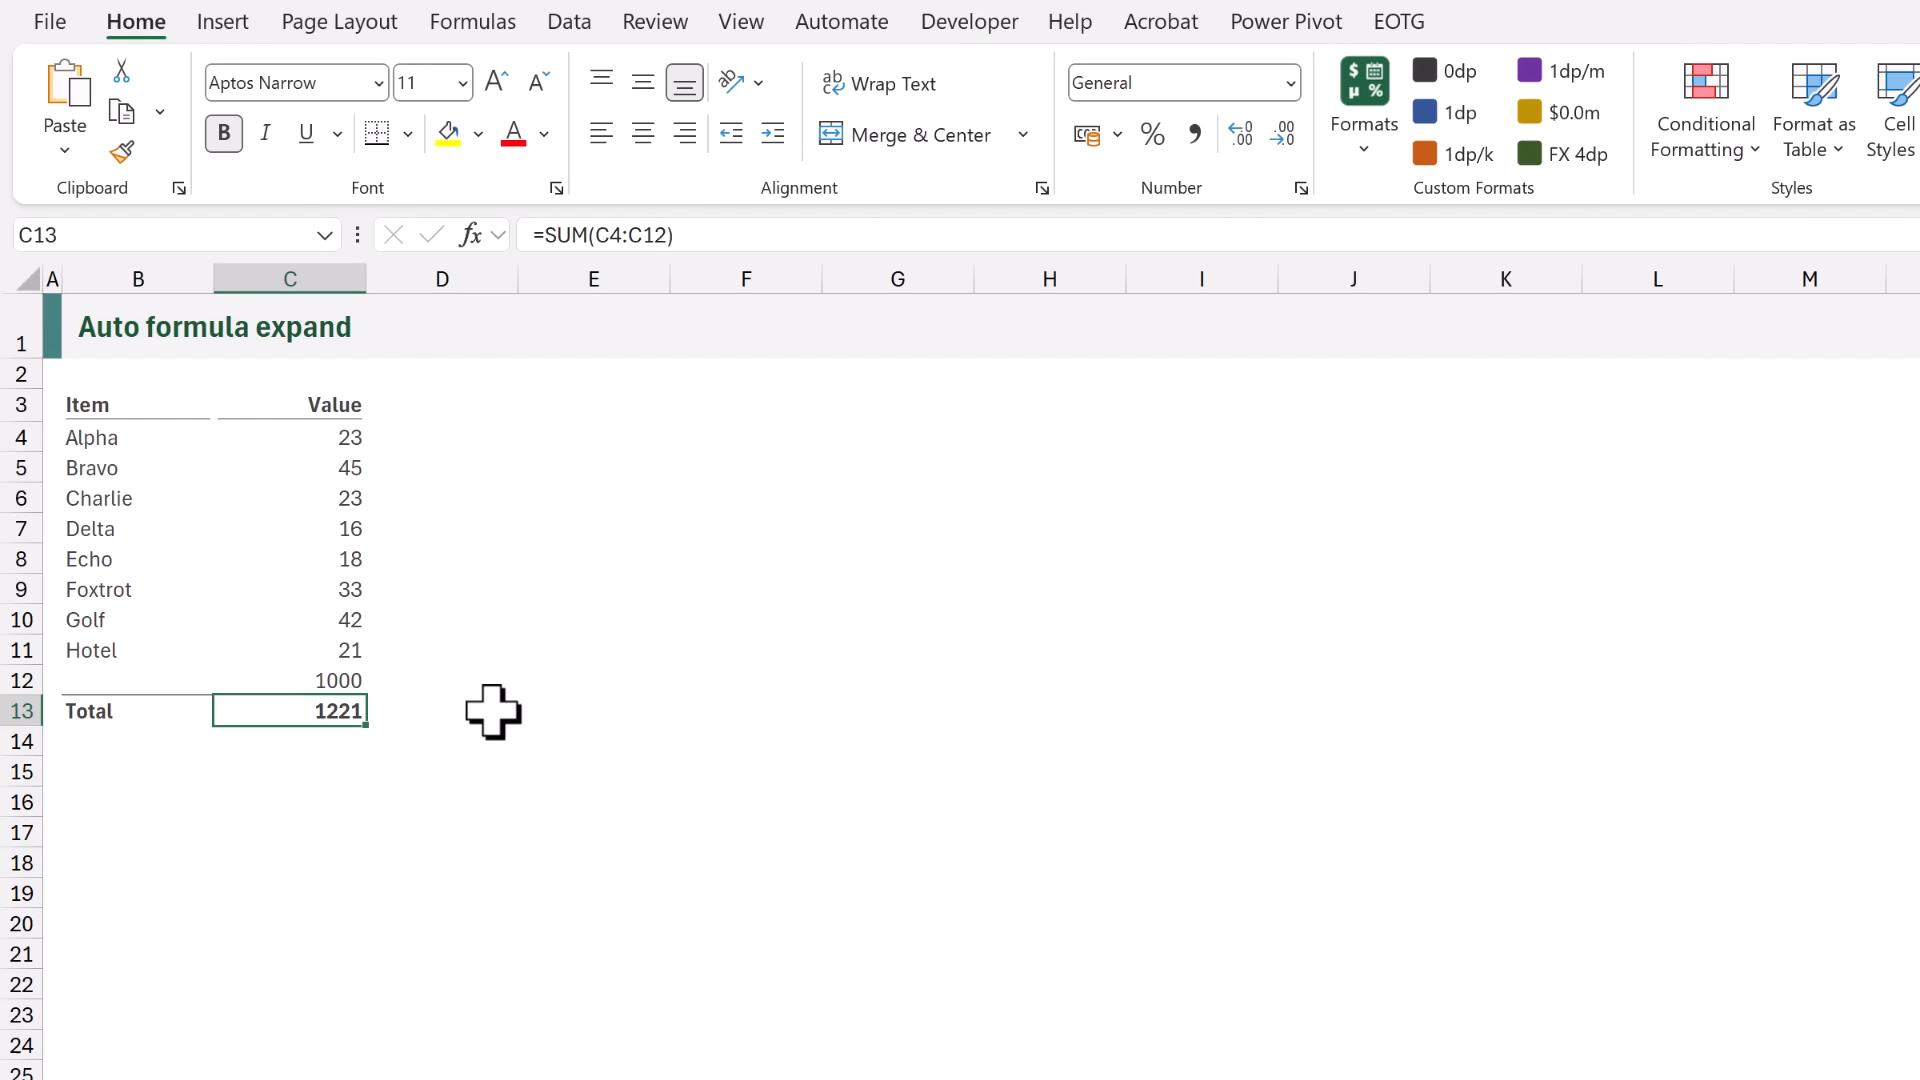 File Home Insert Page Layout Formulas Data Review View Automate Developer Help Acrobat Power Pivot EOTG
Paste
Clipboard
Aptos Narrow 11
B I U
Font
Wrap Text
Merge & Center
Alignment
General
Number
Formats
0dp
1dp
1dp/k
1dp/m
$0.0m
FX 4dp
Custom Formats
Conditional
Formatting
Format as
Table
Cell
Styles
Styles
C13 fx =SUM(C4:C12)
A B C D E F G H I J K L M
1 Auto formula expand
2
3 Item Value
4 Alpha 23
5 Bravo 45
6 Charlie 23
7 Delta 16
8 Echo 18
9 Foxtrot 33
10 Golf 42
11 Hotel 21
12 1000
13 Total 1221
14
15
16
17
18
19
20
21
22
23
24
25